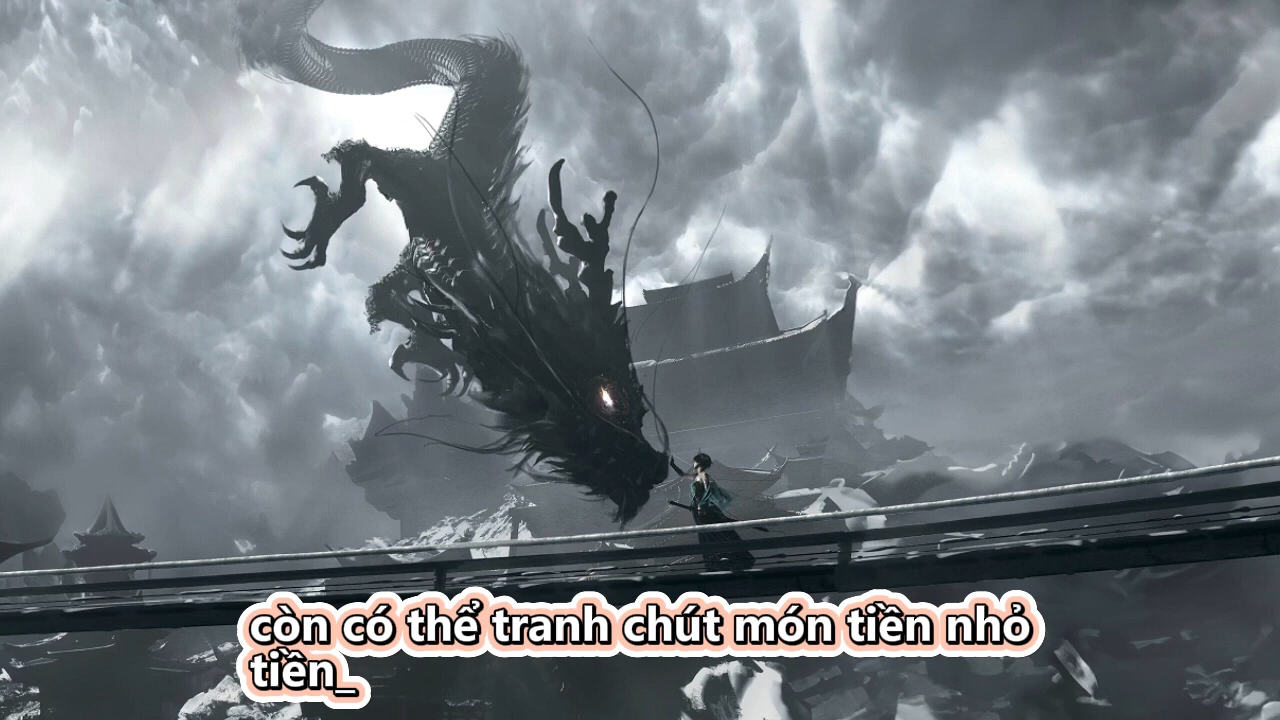 còn có thể tranh chút món tiền nhỏ
tiền_